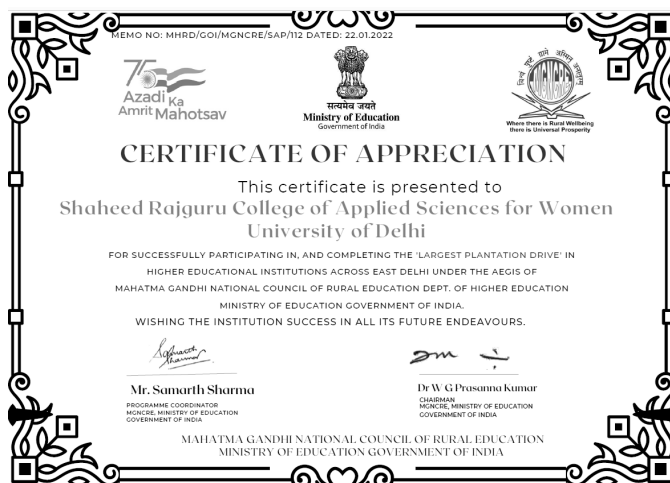 MEMO NO: MHRD/GOI/MGNCRE/SAP/112 DATED: 22.01.2022
75
Azadi Ka
Amrit Mahotsav
सत्यमेव जयते
Ministry of Education
Government of India
MGNCRE
Where there is Rural Wellbeing
there is Universal Prosperity
CERTIFICATE OF APPRECIATION
This certificate is presented to
Shaheed Rajguru College of Applied Sciences for Women
University of Delhi
FOR SUCCESSFULLY PARTICIPATING IN, AND COMPLETING THE 'LARGEST PLANTATION DRIVE' IN
HIGHER EDUCATIONAL INSTITUTIONS ACROSS EAST DELHI UNDER THE AEGIS OF
MAHATMA GANDHI NATIONAL COUNCIL OF RURAL EDUCATION DEPT. OF HIGHER EDUCATION
MINISTRY OF EDUCATION GOVERNMENT OF INDIA.
WISHING THE INSTITUTION SUCCESS IN ALL ITS FUTURE ENDEAVOURS.
Samarth
Sharma
Mr. Samarth Sharma
PROGRAMME COORDINATOR
MGNCRE, MINISTRY OF EDUCATION
GOVERNMENT OF INDIA
Dr W G Prasanna Kumar
CHAIRMAN
MGNCRE, MINISTRY OF EDUCATION
GOVERNMENT OF INDIA
MAHATMA GANDHI NATIONAL COUNCIL OF RURAL EDUCATION
MINISTRY OF EDUCATION GOVERNMENT OF INDIA